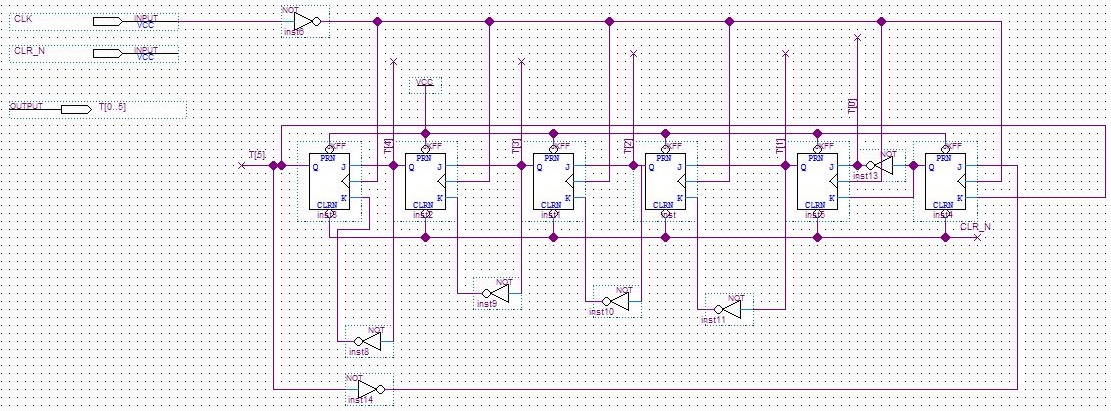 CLK
INPUT
VCC
NOT
inst6
CLR_N
INPUT
VCC
OUTPUT
T[0..5]
VCC
T[5]
T[4]
T[3]
T[2]
T[1]
T[0]
JKFF
PRN
Q
J
K
CLRN
inst3
JKFF
PRN
Q
J
K
CLRN
inst2
JKFF
PRN
Q
J
K
CLRN
inst1
JKFF
PRN
Q
J
K
CLRN
inst
JKFF
PRN
Q
J
K
CLRN
inst5
NOT
inst13
JKFF
PRN
Q
J
K
CLRN
inst4
CLR_N
NOT
inst9
NOT
inst10
NOT
inst11
NOT
inst8
NOT
inst14